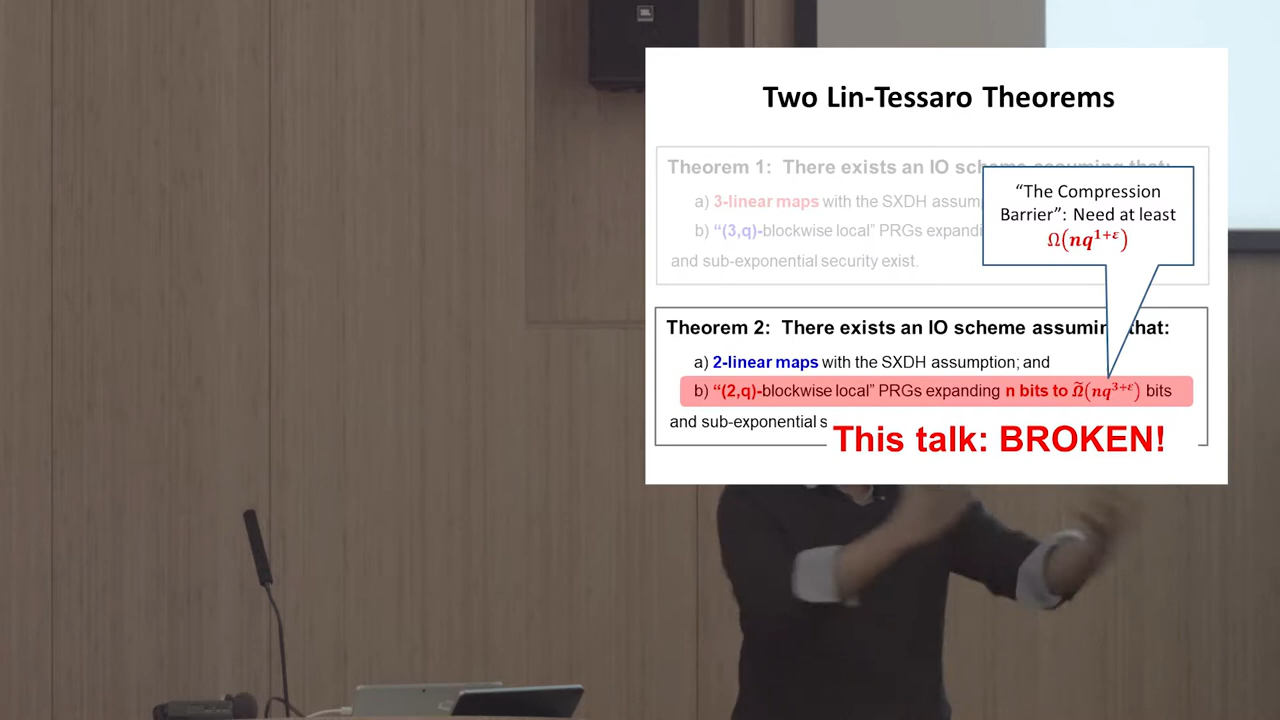 Two Lin-Tessaro Theorems
Theorem 1: There exists an IO scheme assuming that:
a) 3-linear maps with the SXDH assum
b) “(3,q)-blockwise local” PRGs expandi
and sub-exponential security exist.
“The Compression
Barrier”: Need at least
Ω(nq^{1+ε})
Theorem 2: There exists an IO scheme assumin that:
a) 2-linear maps with the SXDH assumption; and
b) “(2,q)-blockwise local” PRGs expanding n bits to Ω̃(nq^{3+ε}) bits
and sub-exponential s
This talk: BROKEN!